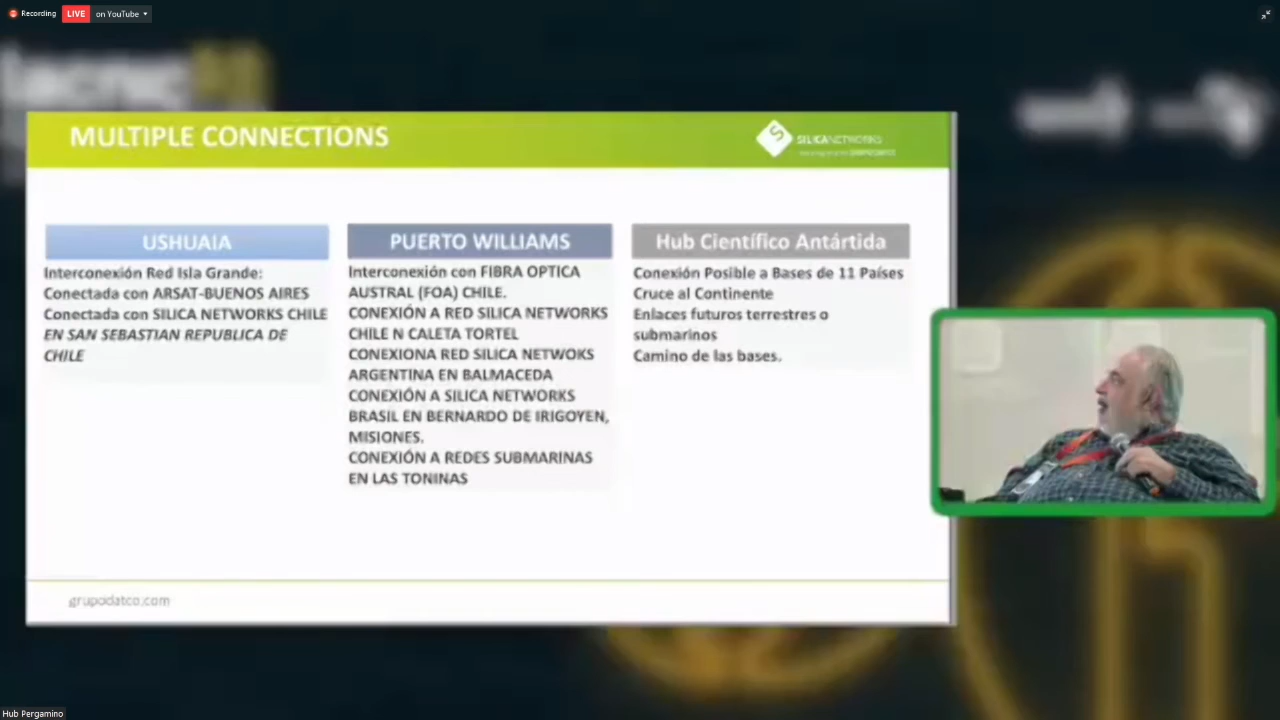 Recording
LIVE on YouTube
MULTIPLE CONNECTIONS
SILICANETWORKS
USHUAIA
Interconexión Red Isla Grande:
Conectada con ARSAT-BUENOS AIRES
Conectada con SILICA NETWORKS CHILE
EN SAN SEBASTIAN REPUBLICA DE
CHILE
PUERTO WILLIAMS
Interconexión con FIBRA OPTICA
AUSTRAL (FOA) CHILE.
CONEXIÓN A RED SILICA NETWORKS
CHILE N CALETA TORTEL
CONEXIONA RED SILICA NETWOKS
ARGENTINA EN BALMACEDA
CONEXIÓN A SILICA NETWORKS
BRASIL EN BERNARDO DE IRIGOYEN,
MISIONES.
CONEXIÓN A REDES SUBMARINAS
EN LAS TONINAS
Hub Científico Antártida
Conexión Posible a Bases de 11 Países
Cruce al Continente
Enlaces futuros terrestres o
submarinos
Camino de las bases.
grupodatco.com
Hub Pergamino